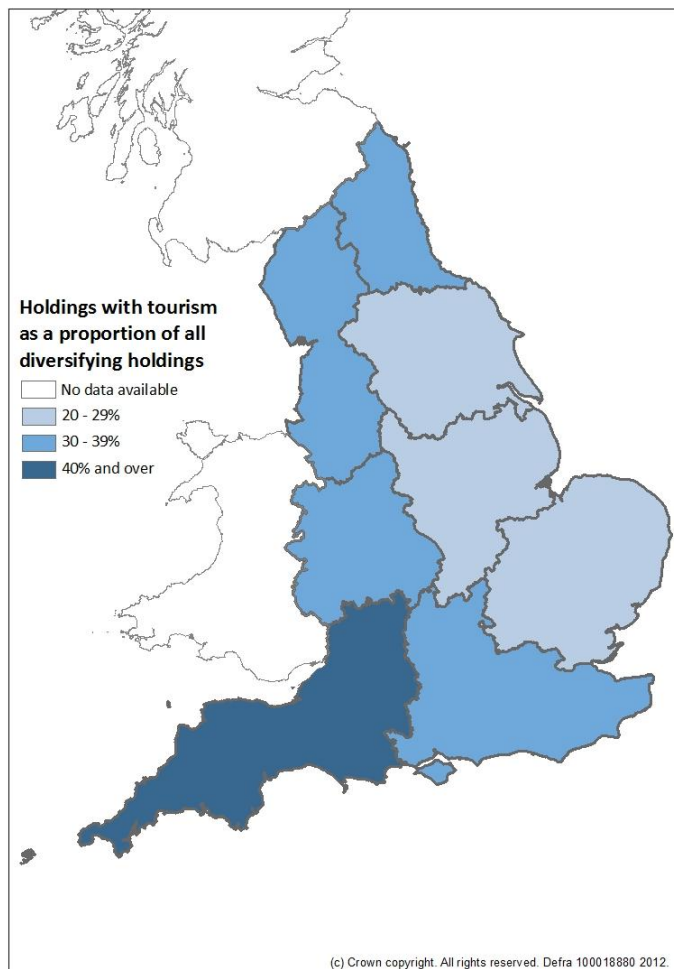 Holdings with tourism
as a proportion of all
diversifying holdings
No data available
20 - 29%
30 - 39%
40% and over
(c) Crown copyright. All rights reserved. Defra 100018880 2012.